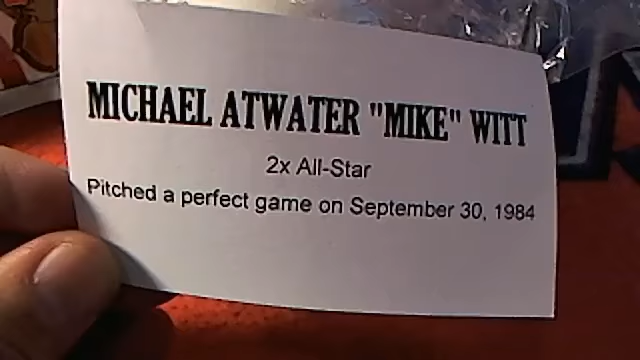 MICHAEL ATWATER "MIKE" WITT
2x All-Star
Pitched a perfect game on September 30, 1984